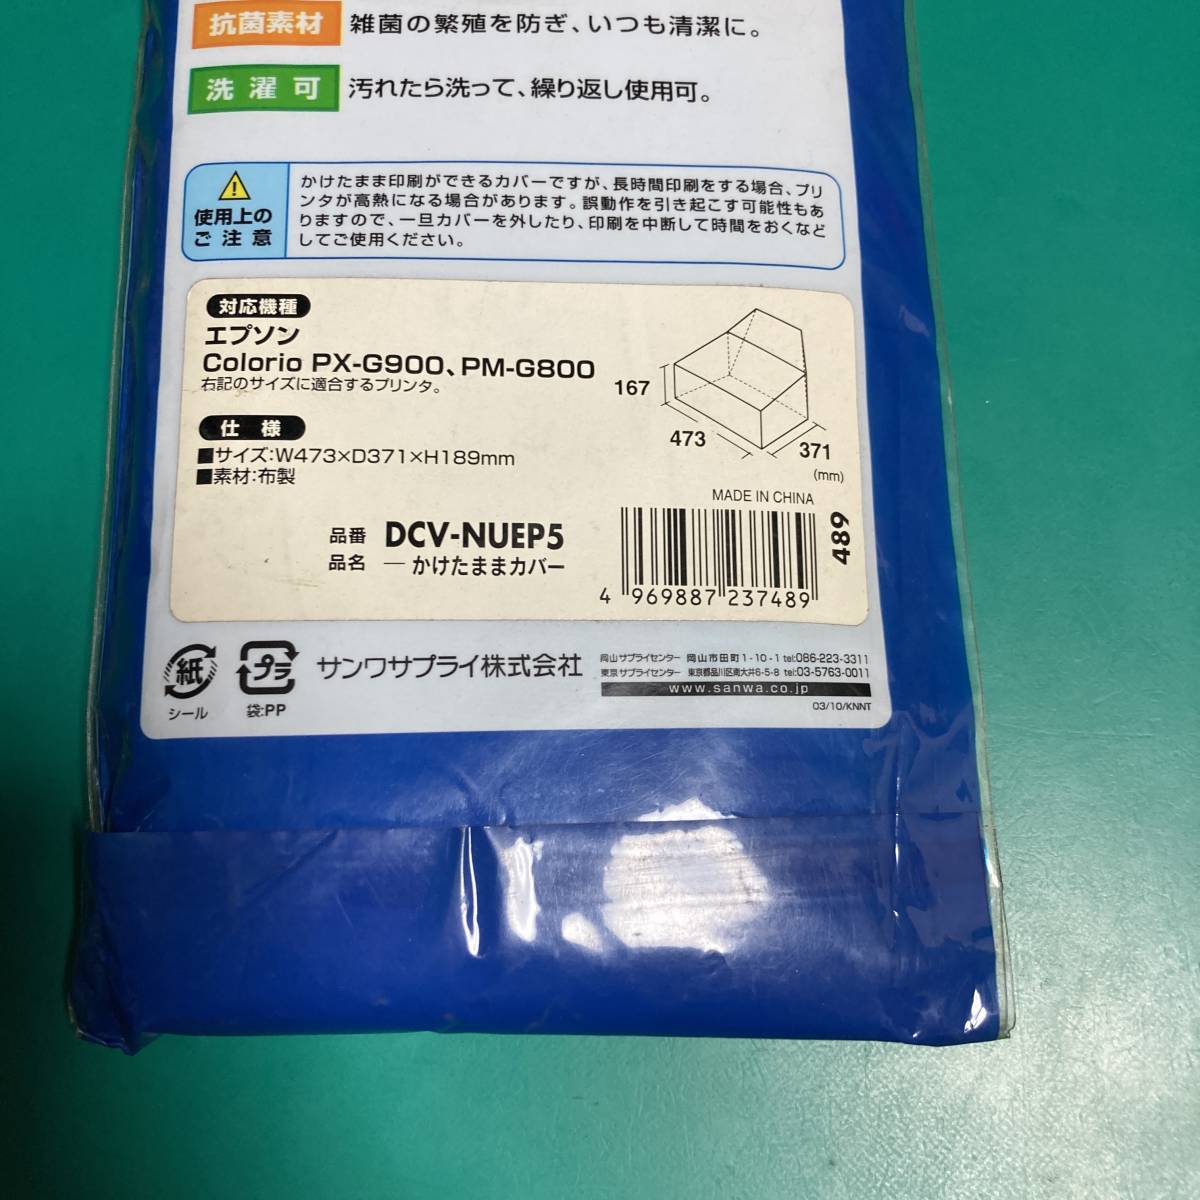 抗菌素材 雑菌の繁殖を防ぎ、いつも清潔に。
洗濯可 汚れたら洗って、繰り返し使用可。
使用上の
ご注意
かけたまま印刷ができるカバーですが、長時間印刷をする場合、プリ
ンタが高熱になる場合があります。誤動作を引き起こす可能性もあ
りますので、一旦カバーを外したり、印刷を中断して時間をおくなど
してご使用ください。
対応機種
エプソン
Colorio PX-G900、PM-G800
右記のサイズに適合するプリンタ。
仕様
■サイズ:W473×D371×H189mm
■素材:布製
167
473
371
(mm)
MADE IN CHINA
品番 DCV-NUEP5
品名 ─ かけたままカバー
489
4 969887 237489
紙
シール
プラ
袋:PP
サンワサプライ株式会社
岡山サプライセンター 岡山市田町1-10-1 tel:086-223-3311
東京サプライセンター 東京都品川区南大井6-5-8 tel:03-5763-0011
www.sanwa.co.jp
03/10/KNNT